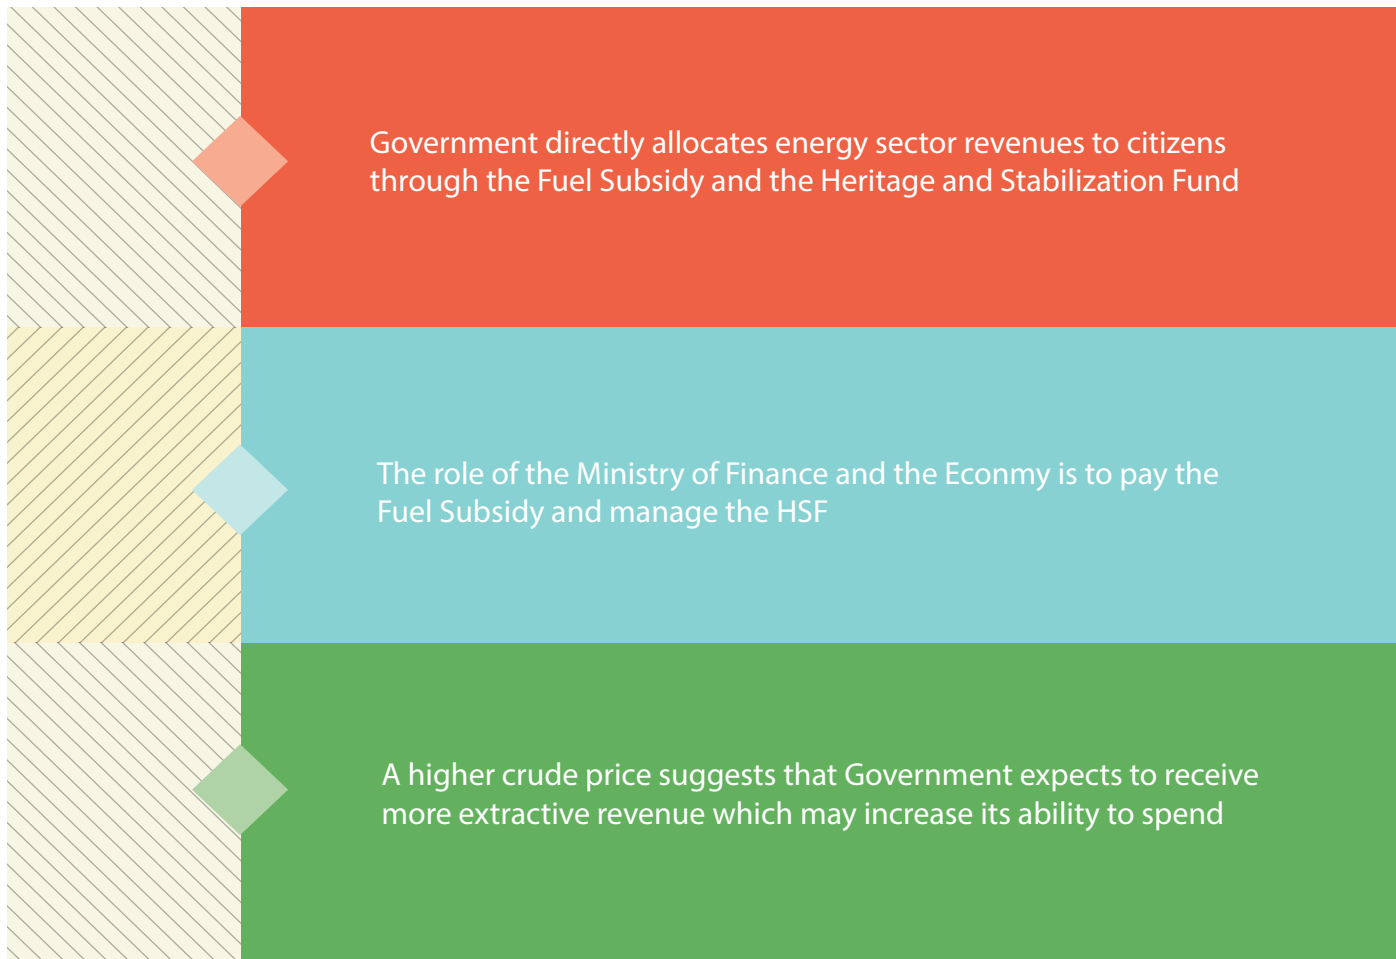 Government directly allocates energy sector revenues to citizens
through the Fuel Subsidy and the Heritage and Stabilization Fund
The role of the Ministry of Finance and the Econmy is to pay the
Fuel Subsidy and manage the HSF
A higher crude price suggests that Government expects to receive
more extractive revenue which may increase its ability to spend